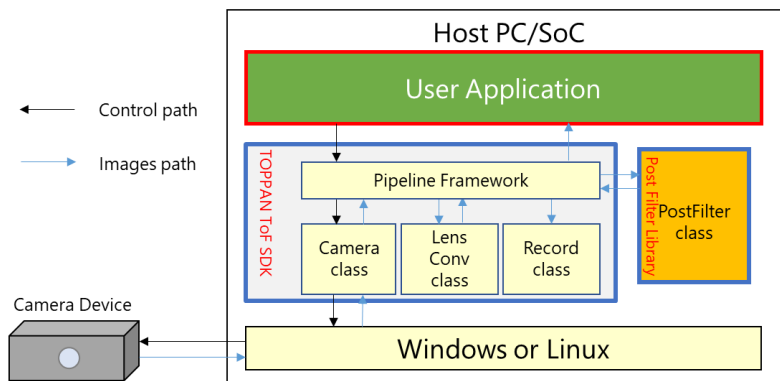 Host PC/SoC
User Application
Control path
Images path
TOPPAN ToF SDK
Pipeline Framework
Camera
class
Lens
Conv
class
Record
class
Post Filter Library
PostFilter
class
Camera Device
Windows or Linux